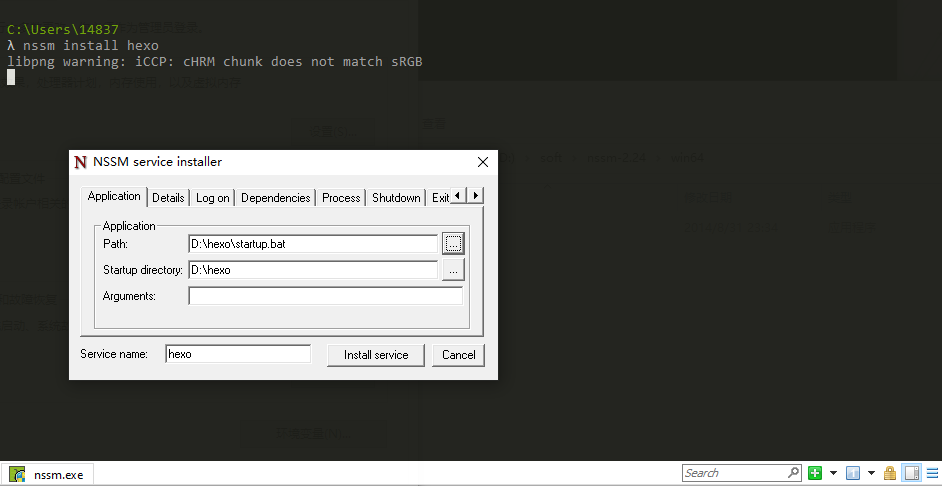 C:\Users\14837
λ nssm install hexo
libpng warning: iCCP: cHRM chunk does not match sRGB
NSSM service installer
Application Details Log on Dependencies Process Shutdown Exit
Application
Path: D:\hexo\startup.bat ...
Startup directory: D:\hexo ...
Arguments:
Service name: hexo Install service Cancel
nssm.exe Search